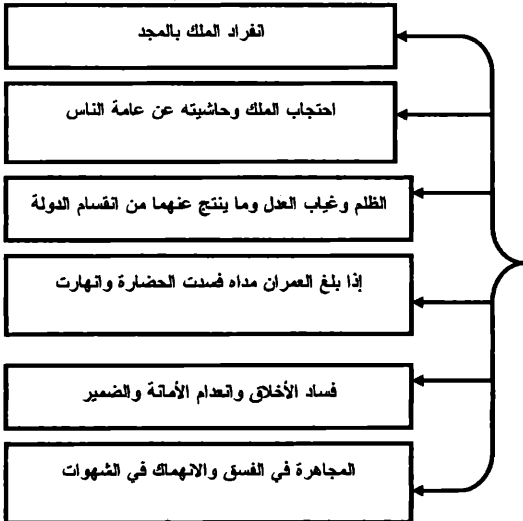 انفراد الملك بالمجد
احتجاب الملك وحاشيته عن عامة الناس
الظلم وغياب العدل وما ينتج عنهما من انقسام الدولة
إذا بلغ العمران مداه فسدت الحضارة وانهارت
فساد الأخلاق وانعدام الأمانة والضمير
المجاهرة في الفسق والانهماك في الشهوات